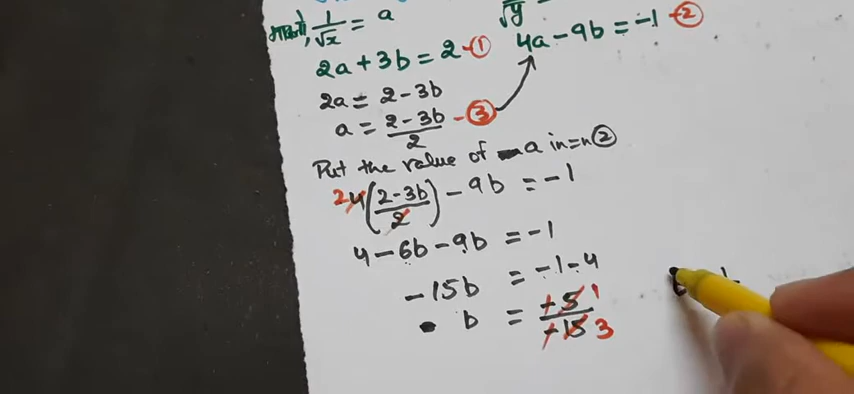 1/√x = a
√y =
2a + 3b = 2 - ①
4a - 9b = -1 - ②
2a = 2 - 3b
a = (2 - 3b)/2 - ③
Put the value of a in =n ②
2 4((2 - 3b)/2) - 9b = -1
4 - 6b - 9b = -1
-15b = -1 - 4
b = -5/-15 1 3